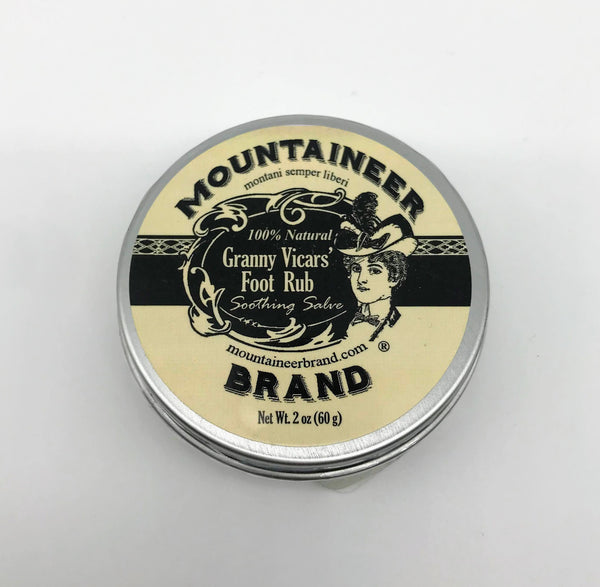 MOUNTAINEER
montani semper liberi
100% Natural
Granny Vicars'
Foot Rub
Soothing Salve
mountaineerbrand.com ®
BRAND
Net Wt. 2 oz (60 g)